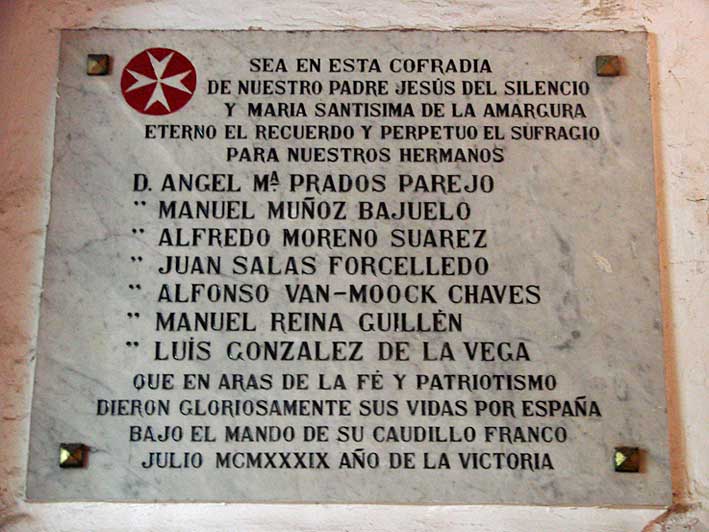 SEA EN ESTA COFRADIA
DE NUESTRO PADRE JESÚS DEL SILENCIO
Y MARIA SANTISIMA DE LA AMARGURA
ETERNO EL RECUERDO Y PERPETUO EL SUFRAGIO
PARA NUESTROS HERMANOS
D. ANGEL Mª PRADOS PAREJO
" MANUEL MUÑOZ BAJUELO
" ALFREDO MORENO SUAREZ
" JUAN SALAS FORCELLEDO
" ALFONSO VAN-MOOCK CHAVES
" MANUEL REINA GUILLÉN
" LUÍS GONZALEZ DE LA VEGA
QUE EN ARAS DE LA FÉ Y PATRIOTISMO
DIERON GLORIOSAMENTE SUS VIDAS POR ESPAÑA
BAJO EL MANDO DE SU CAUDILLO FRANCO
JULIO MCMXXXIX AÑO DE LA VICTORIA